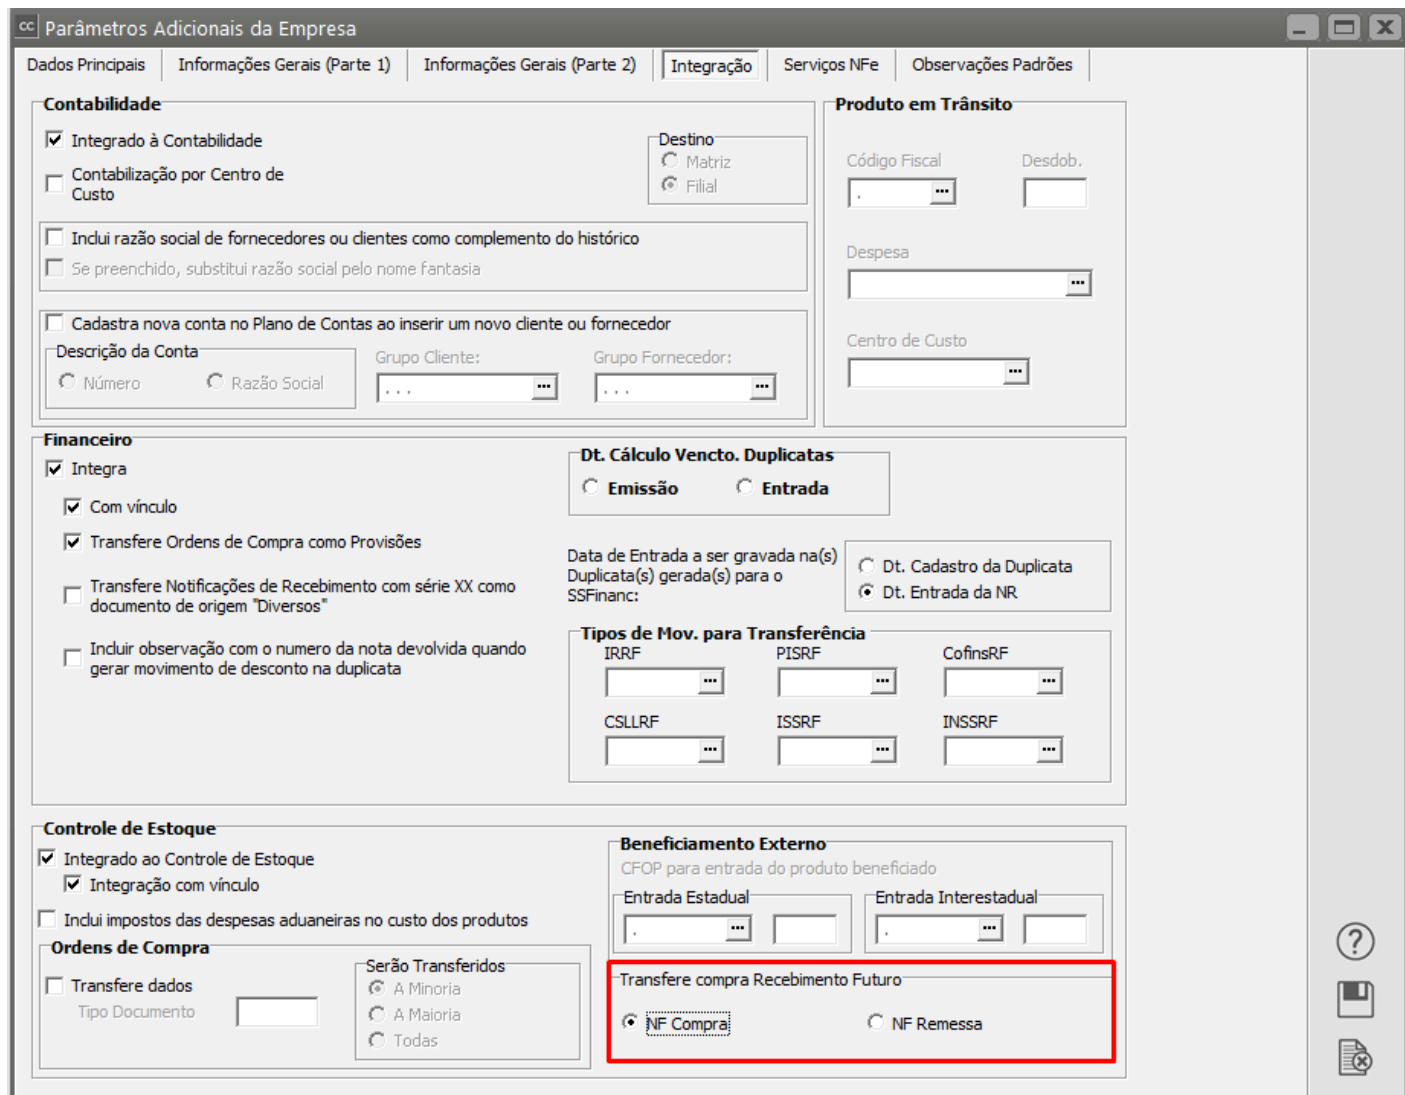 cc Parâmetros Adicionais da Empresa
Dados Principais Informações Gerais (Parte 1) Informações Gerais (Parte 2) Integração Serviços NFe Observações Padrões
Contabilidade
Integrado à Contabilidade
Contabilização por Centro de
Custo
Destino
Matriz
Filial
Inclui razão social de fornecedores ou clientes como complemento do histórico
Se preenchido, substitui razão social pelo nome fantasia
Cadastra nova conta no Plano de Contas ao inserir um novo cliente ou fornecedor
Descrição da Conta
Número Razão Social
Grupo Cliente:
. . .
Grupo Fornecedor:
. . .
Produto em Trânsito
Código Fiscal Desdob.
.
Despesa
Centro de Custo
Financeiro
Integra
Com vínculo
Transfere Ordens de Compra como Provisões
Transfere Notificações de Recebimento com série XX como
documento de origem "Diversos"
Incluir observação com o numero da nota devolvida quando
gerar movimento de desconto na duplicata
Dt. Cálculo Vencto. Duplicatas
Emissão Entrada
Data de Entrada a ser gravada na(s)
Duplicata(s) gerada(s) para o
SSFinanc:
Dt. Cadastro da Duplicata
Dt. Entrada da NR
Tipos de Mov. para Transferência
IRRF PISRF CofinsRF
CSLLRF ISSRF INSSRF
Controle de Estoque
Integrado ao Controle de Estoque
Integração com vínculo
Inclui impostos das despesas aduaneiras no custo dos produtos
Ordens de Compra
Transfere dados
Tipo Documento
Serão Transferidos
A Minoria
A Maioria
Todas
Beneficiamento Externo
CFOP para entrada do produto beneficiado
Entrada Estadual
.
Entrada Interestadual
.
Transfere compra Recebimento Futuro
NF Compra NF Remessa